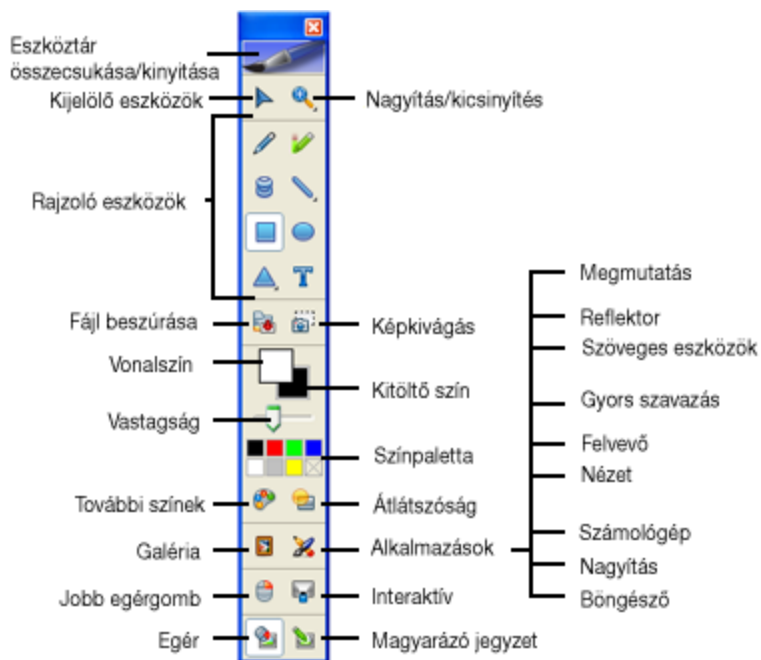 Eszköztár
összecsukása/kinyitása
Kijelölő eszközök
Nagyítás/kicsinyítés
Rajzoló eszközök
Fájl beszúrása
Képkivágás
Vonalszín
Kitöltő szín
Vastagság
Színpaletta
További színek
Átlátszóság
Galéria
Alkalmazások
Jobb egérgomb
Interaktív
Egér
Magyarázó jegyzet
Megmutatás
Reflektor
Szöveges eszközök
Gyors szavazás
Felvevő
Nézet
Számológép
Nagyítás
Böngésző